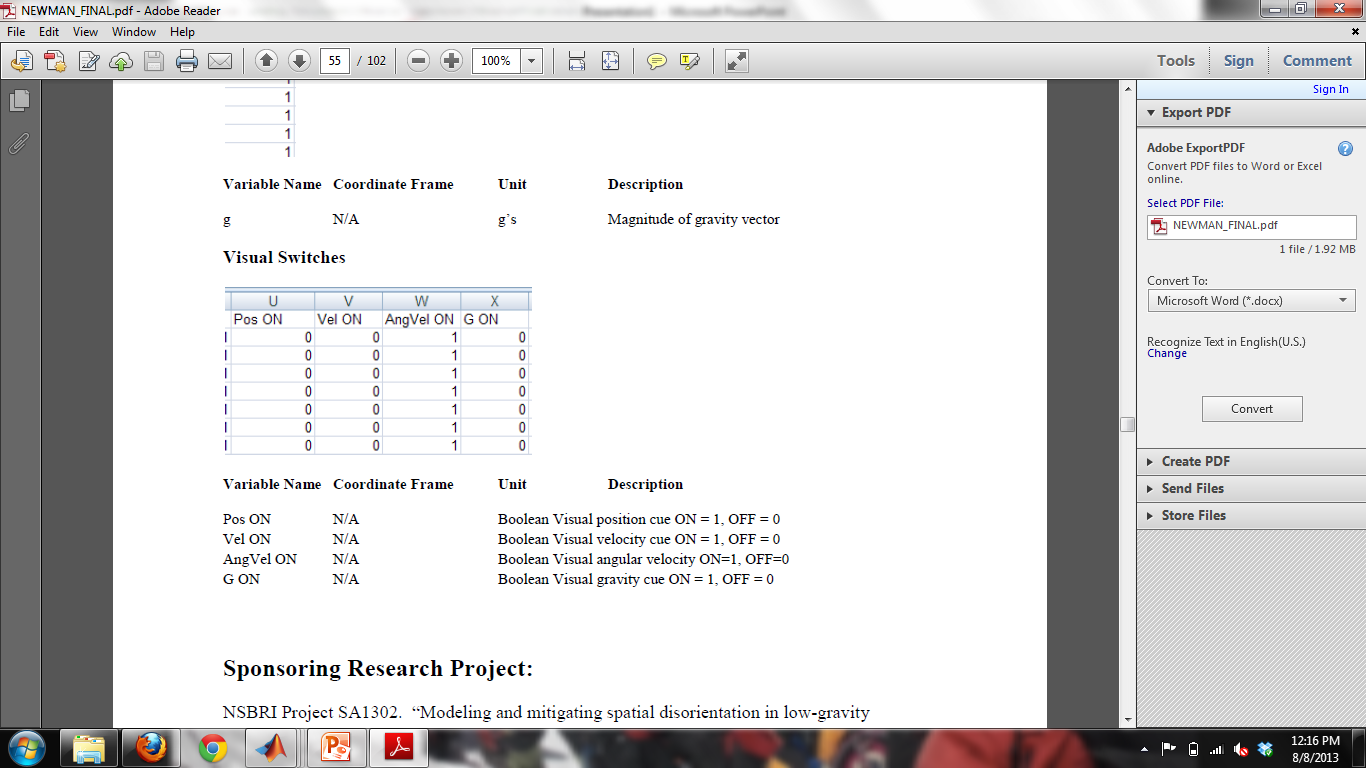 NEWMAN_FINAL.pdf - Adobe Reader
Presentation1 - Microsoft PowerPoint
File Edit View Window Help
55 / 102 100% Tools Sign Comment
Sign In
Export PDF
Adobe ExportPDF
Convert PDF files to Word or Excel
online.
Select PDF File:
NEWMAN_FINAL.pdf
1 file / 1.92 MB
Convert To:
Microsoft Word (*.docx)
Recognize Text in English(U.S.)
Change
Convert
Create PDF
Send Files
Store Files
1
1
1
1
Variable Name Coordinate Frame Unit Description
g N/A g's Magnitude of gravity vector
Visual Switches
U V W X
Pos ON Vel ON AngVel ON G ON
0 0 1 0
0 0 1 0
0 0 1 0
0 0 1 0
0 0 1 0
0 0 1 0
0 0 1 0
Variable Name Coordinate Frame Unit Description
Pos ON N/A Boolean Visual position cue ON = 1, OFF = 0
Vel ON N/A Boolean Visual velocity cue ON = 1, OFF = 0
AngVel ON N/A Boolean Visual angular velocity ON=1, OFF=0
G ON N/A Boolean Visual gravity cue ON = 1, OFF = 0
Sponsoring Research Project:
NSBRI Project SA1302. “Modeling and mitigating spatial disorientation in low-gravity
12:16 PM
8/8/2013